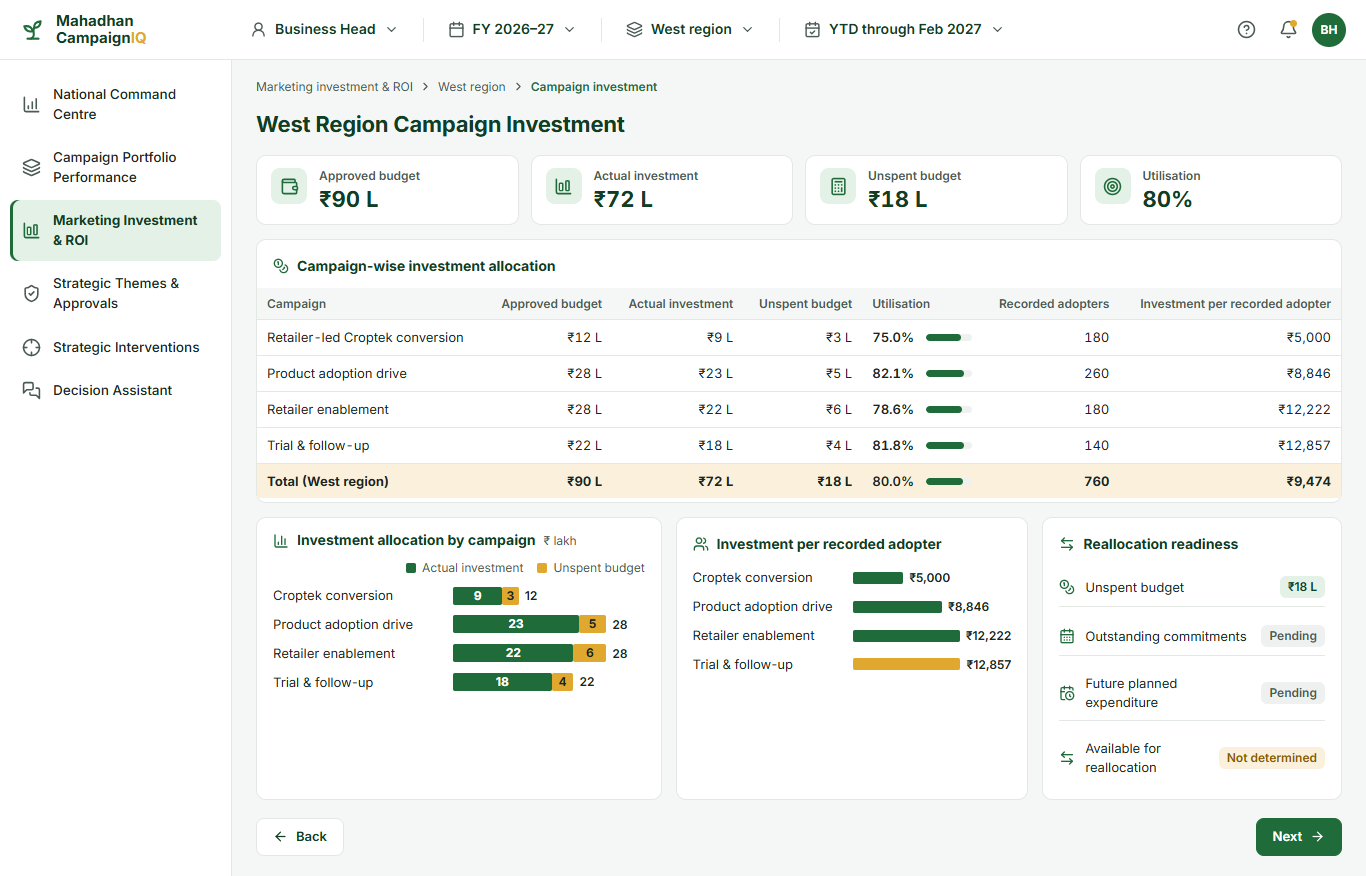 Mahadhan
CampaignIQ
Business Head
FY 2026–27
West region
YTD through Feb 2027
BH
National Command
Centre
Campaign Portfolio
Performance
Marketing Investment
& ROI
Strategic Themes &
Approvals
Strategic Interventions
Decision Assistant
Marketing investment & ROI > West region > Campaign investment
West Region Campaign Investment
Approved budget
₹90 L
Actual investment
₹72 L
Unspent budget
₹18 L
Utilisation
80%
Campaign-wise investment allocation
Campaign Approved budget Actual investment Unspent budget Utilisation Recorded adopters Investment per recorded adopter
Retailer-led Croptek conversion ₹12 L ₹9 L ₹3 L 75.0% 180 ₹5,000
Product adoption drive ₹28 L ₹23 L ₹5 L 82.1% 260 ₹8,846
Retailer enablement ₹28 L ₹22 L ₹6 L 78.6% 180 ₹12,222
Trial & follow-up ₹22 L ₹18 L ₹4 L 81.8% 140 ₹12,857
Total (West region) ₹90 L ₹72 L ₹18 L 80.0% 760 ₹9,474
Investment allocation by campaign ₹ lakh
Actual investment Unspent budget
Croptek conversion 9 3 12
Product adoption drive 23 5 28
Retailer enablement 22 6 28
Trial & follow-up 18 4 22
Investment per recorded adopter
Croptek conversion ₹5,000
Product adoption drive ₹8,846
Retailer enablement ₹12,222
Trial & follow-up ₹12,857
Reallocation readiness
Unspent budget ₹18 L
Outstanding commitments Pending
Future planned
expenditure
Pending
Available for
reallocation
Not determined
Back
Next